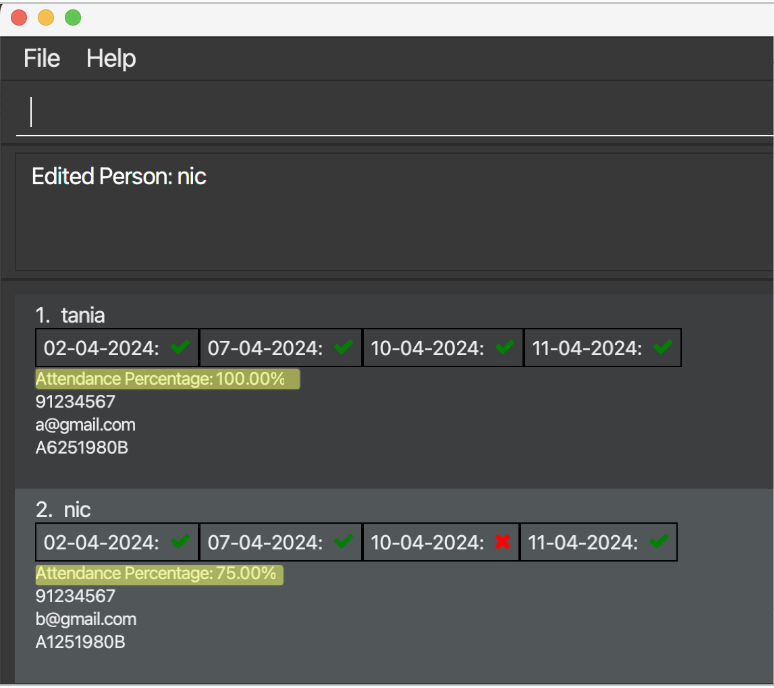 File Help
Edited Person: nic
1. tania
02-04-2024: ✔ 07-04-2024: ✔ 10-04-2024: ✔ 11-04-2024: ✔
Attendance Percentage: 100.00%
91234567
a@gmail.com
A6251980B
2. nic
02-04-2024: ✔ 07-04-2024: ✔ 10-04-2024: ✖ 11-04-2024: ✔
Attendance Percentage: 75.00%
91234567
b@gmail.com
A1251980B